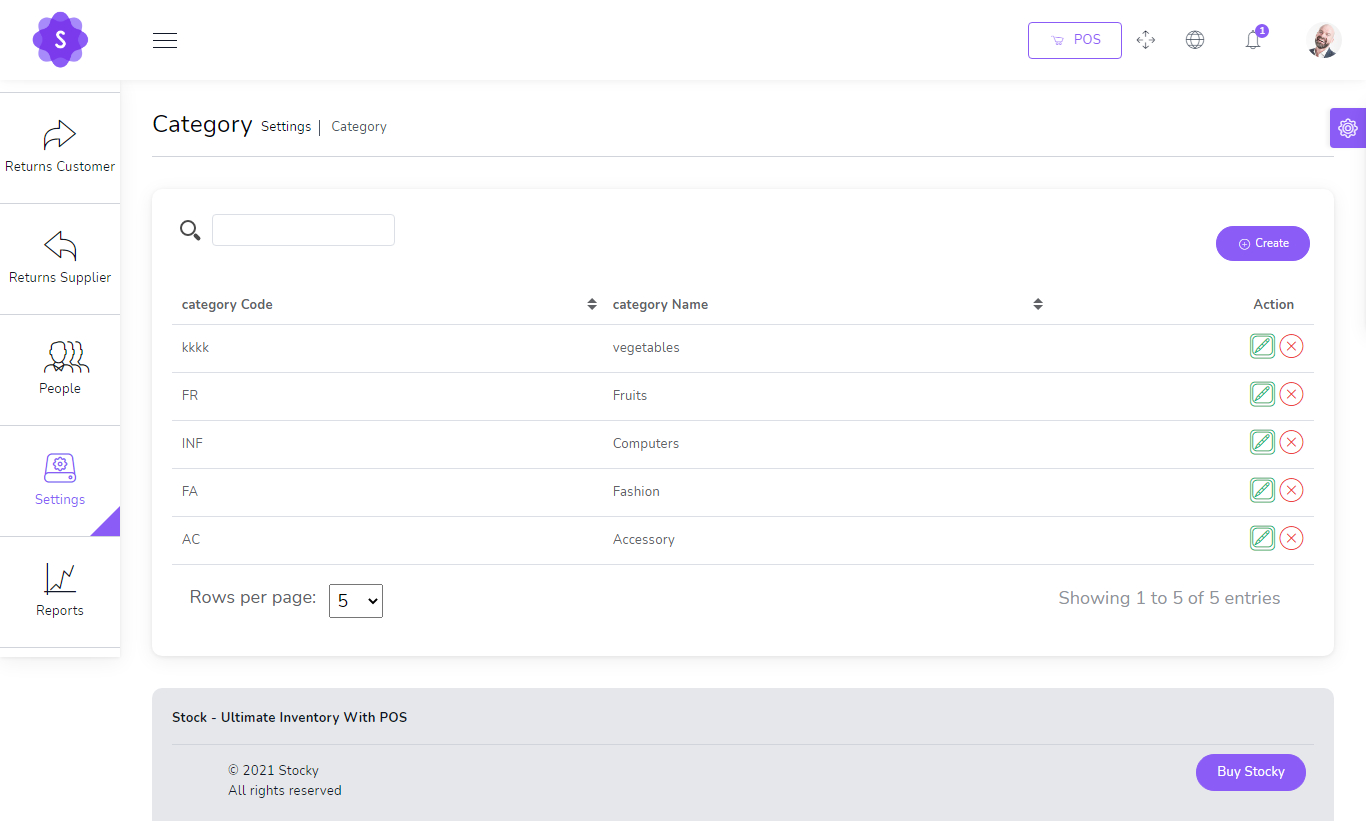 S
POS
1
Returns Customer
Returns Supplier
People
Settings
Reports
Category Settings | Category
Create
category Code category Name Action
kkkk vegetables
FR Fruits
INF Computers
FA Fashion
AC Accessory
Rows per page: 5 Showing 1 to 5 of 5 entries
Stock - Ultimate Inventory With POS
© 2021 Stocky
All rights reserved
Buy Stocky